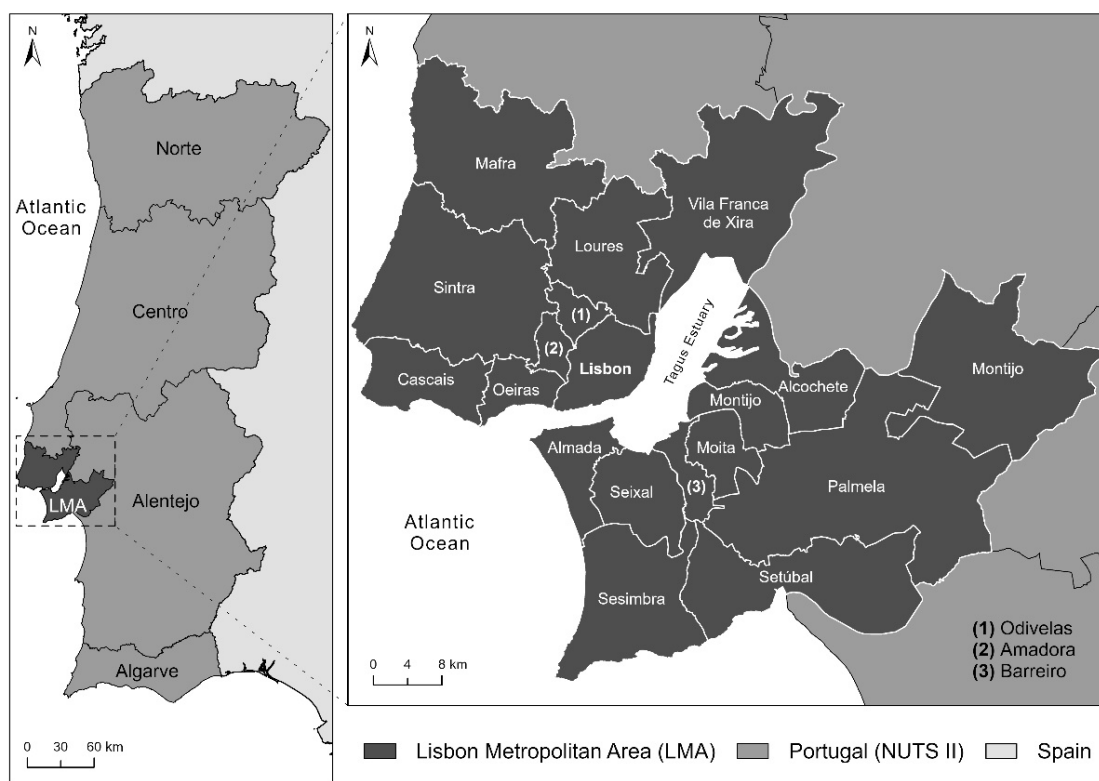 N
Norte
Atlantic
Ocean
Centro
LMA
Alentejo
Algarve
0 30 60 km
N
Mafra
Vila Franca
de Xira
Loures
Sintra
(1)
(2)
Tagus Estuary
Lisbon
Cascais
Oeiras
Montijo
Alcochete
Montijo
Almada
Moita
Seixal
(3)
Palmela
Atlantic
Ocean
Setúbal
Sesimbra
(1) Odivelas
(2) Amadora
(3) Barreiro
0 4 8 km
Lisbon Metropolitan Area (LMA) Portugal (NUTS II) Spain